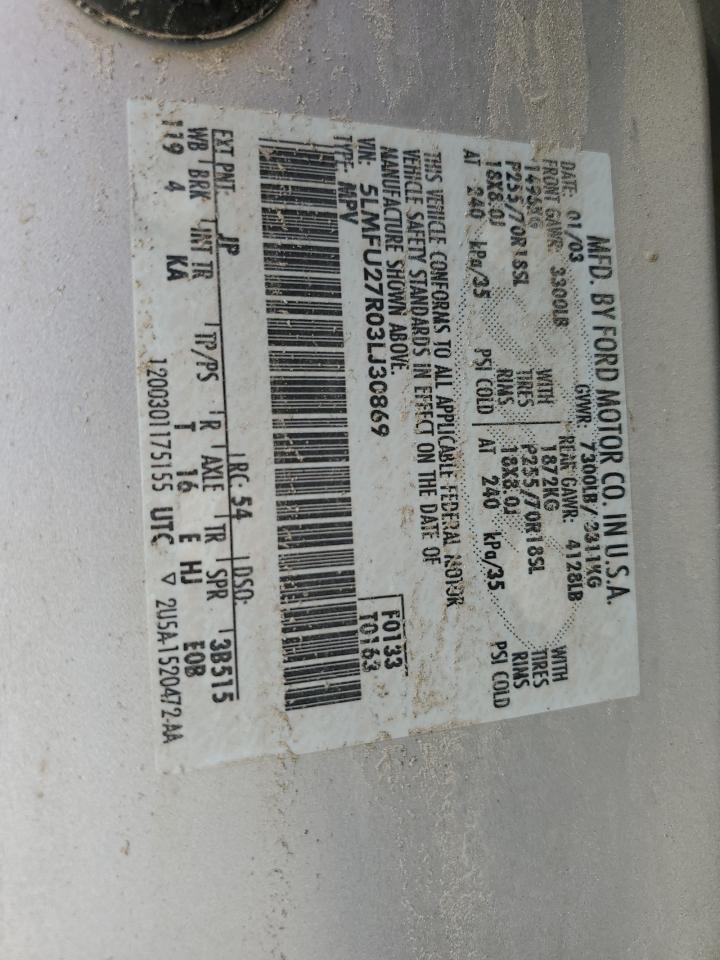 MFD. BY FORD MOTOR CO. IN U.S.A.
DATE: 01/03 GVWR: 7300LB/ 3311KG
FRONT GAWR: 3300LB REAR GAWR: 4128LB
1496KG WITH 1872KG WITH
P255/70R18SL TIRES P255/70R18SL TIRES
18X8.0J RIMS 18X8.0J RIMS
AT 240 kPa/35 PSI COLD AT 240 kPa/35 PSI COLD
THIS VEHICLE CONFORMS TO ALL APPLICABLE FEDERAL MOTOR
VEHICLE SAFETY STANDARDS IN EFFECT ON THE DATE OF
MANUFACTURE SHOWN ABOVE.
VIN: 5LMFU27R03LJ30869 F0133
TYPE: MPV T0163
EXT PNT: JP RC: 54 DSO: 3B515
WB BRK INT TR TP/PS R AXLE TR SPR EOB
119 4 KA T 16 E HJ
1200301175155 UTC ▽ 2U5A 1520472-AA